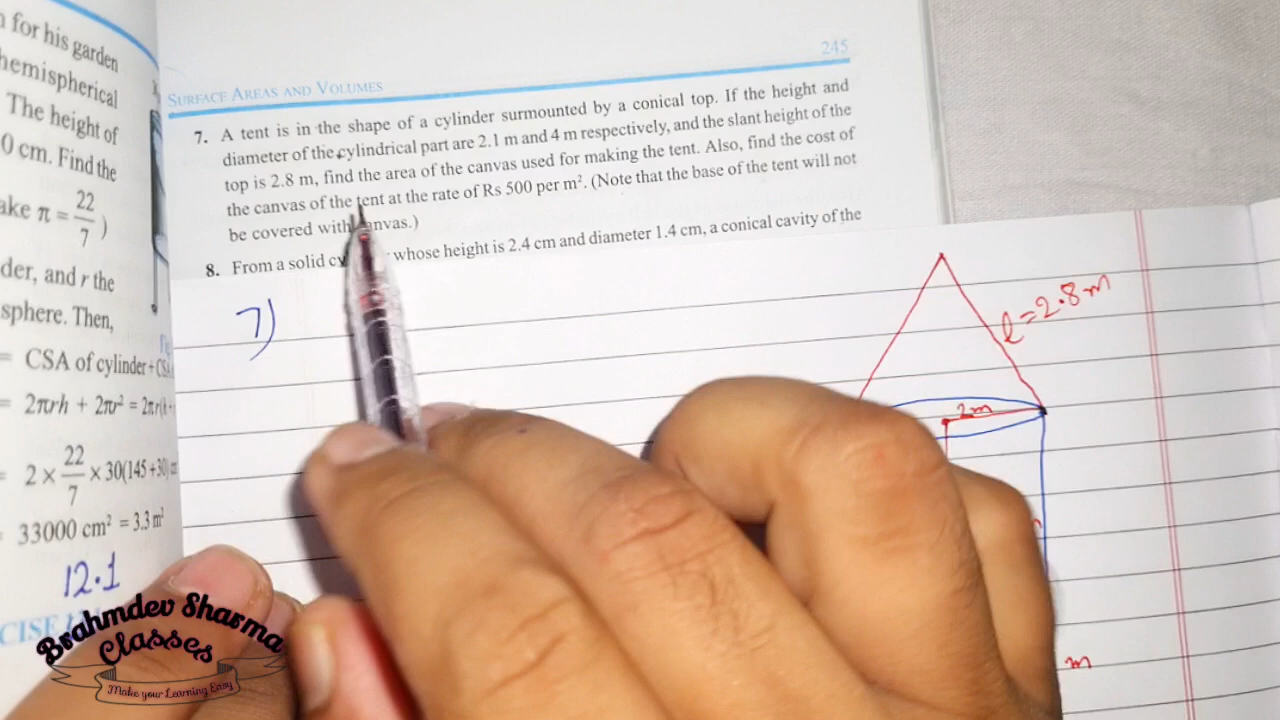 n for his garden
hemispherical
The height of
0 cm. Find the
ake π = 22/7 )
der, and r the
sphere. Then,
= CSA of cylinder + CSA
= 2πrh + 2πr² = 2πr(h +
= 2 × 22/7 × 30(145 + 30)
33000 cm² = 3.3 m²
12.1
CISE
245
SURFACE AREAS AND VOLUMES
7. A tent is in the shape of a cylinder surmounted by a conical top. If the height and
diameter of the cylindrical part are 2.1 m and 4 m respectively, and the slant height of the
top is 2.8 m, find the area of the canvas used for making the tent. Also, find the cost of
the canvas of the tent at the rate of Rs 500 per m². (Note that the base of the tent will not
be covered with canvas.)
8. From a solid whose height is 2.4 cm and diameter 1.4 cm, a conical cavity of the
7)
l = 2.8 m
2m
m
Brahmdev Sharma
Classes
Make your Learning Easy